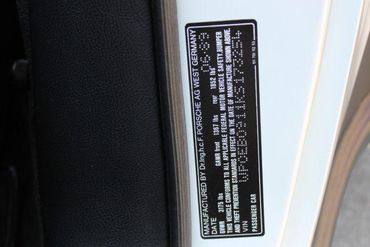 MANUFACTURED BY Dr.Ing.h.c.F. PORSCHE AG WEST GERMANY
06/89
GVWR 3175 lbs GAWR front 1367 lbs rear 1852 lbs
THIS VEHICLE CONFORMS TO ALL APPLICABLE FEDERAL MOTOR VEHICLE SAFETY, BUMPER
AND THEFT PREVENTION STANDARDS IN EFFECT ON THE DATE OF MANUFACTURE SHOWN ABOVE.
VIN: WP0EB0911KS173254
PASSENGER CAR